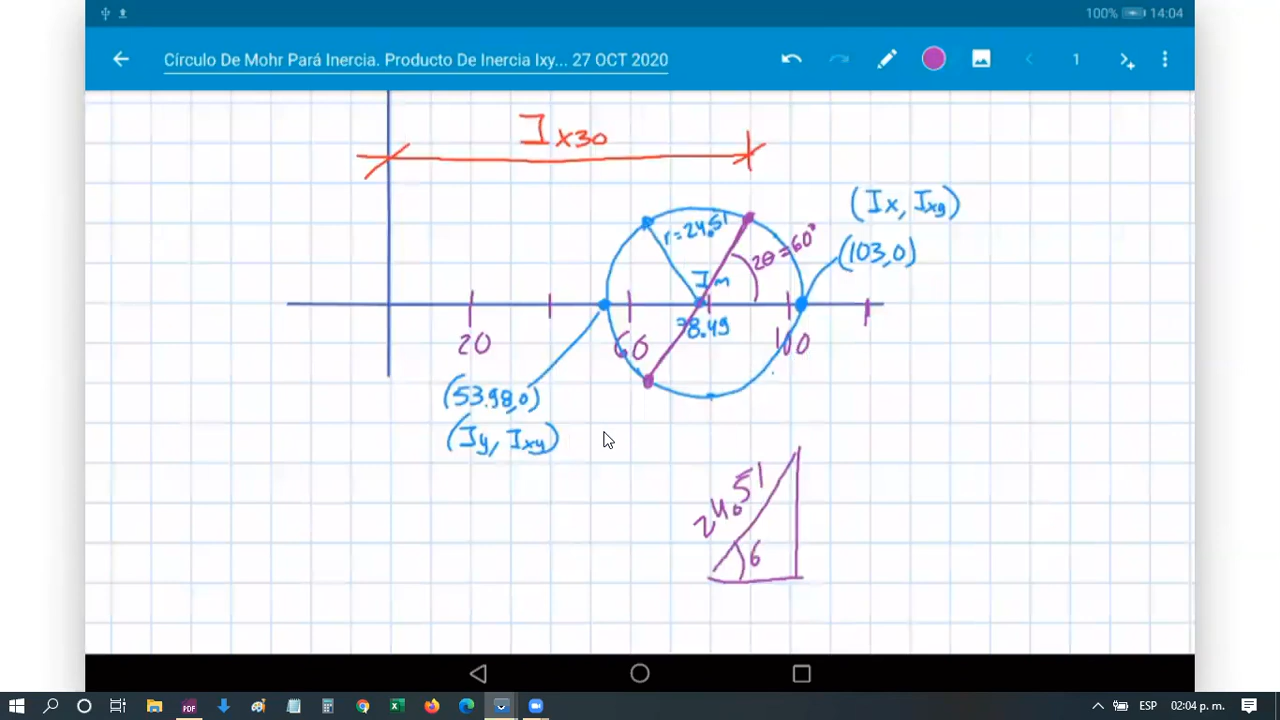 100% 14:04
Círculo De Mohr Pará Inercia. Producto De Inercia Ixy... 27 OCT 2020
1
Ix30
(Ix, Ixy)
r=24.51
2θ=60°
(103,0)
Im
78.49
20
60
100
(53.98,0)
(Iy, Ixy)
24.51
6
ESP 02:04 p. m.